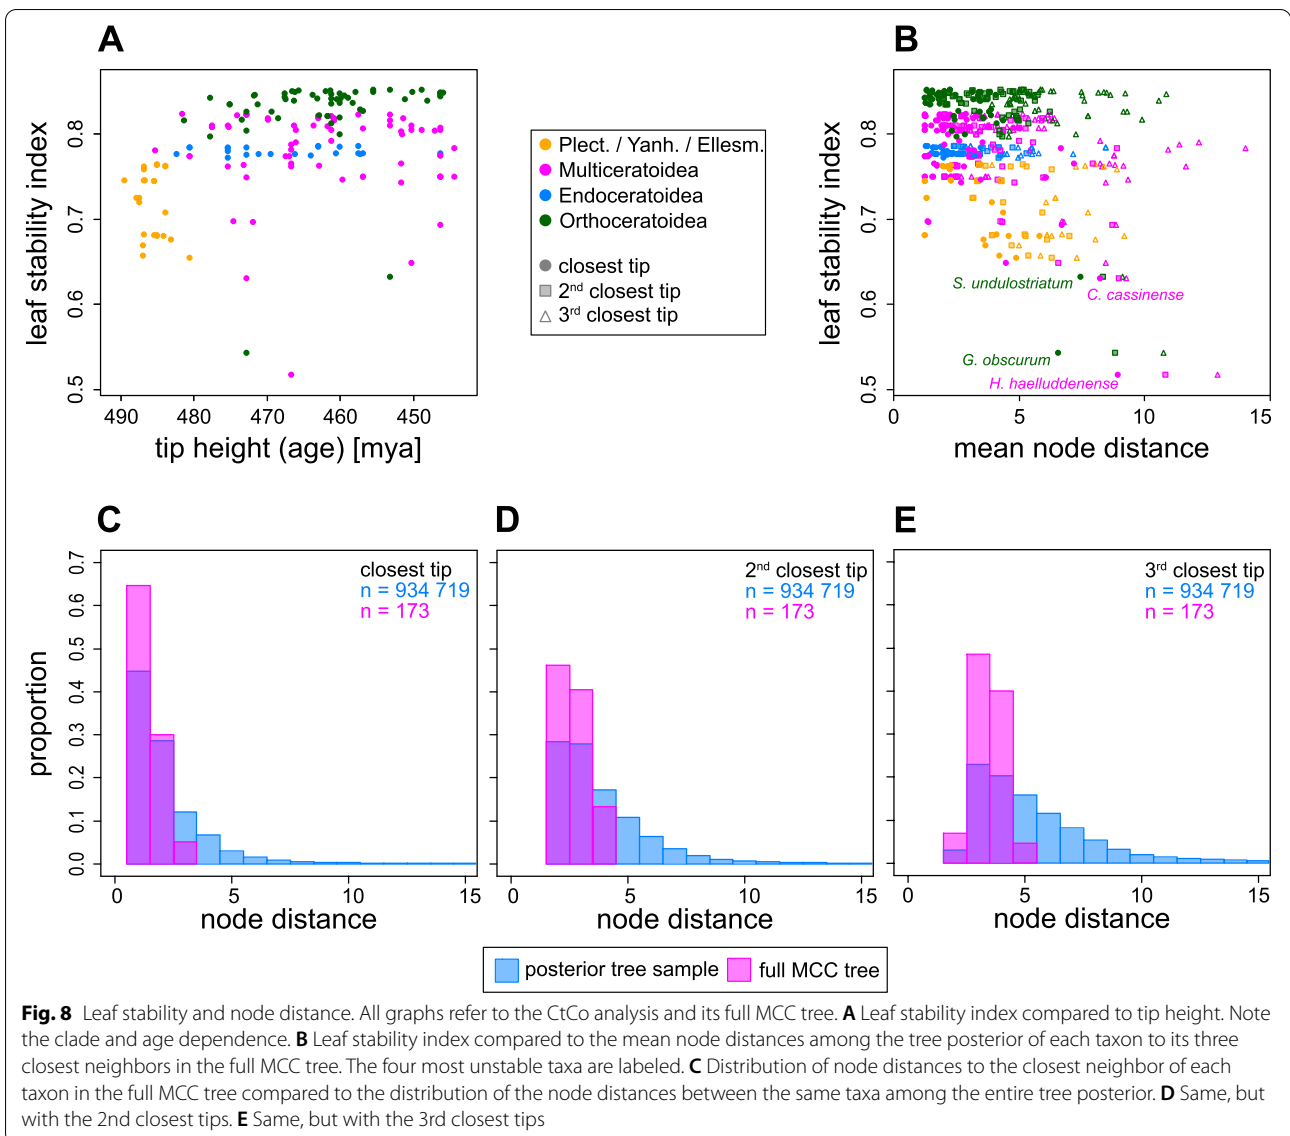 A
B
leaf stability index
0.8
0.7
0.6
0.5
490
480
470
460
450
tip height (age) [mya]
Plect. / Yanh. / Ellesm.
Multiceratoidea
Endoceratoidea
Orthoceratoidea
closest tip
2nd closest tip
3rd closest tip
leaf stability index
0.8
0.7
0.6
0.5
S. undulostriatum
C. cassinense
G. obscurum
H. haelluddenense
0
5
10
15
mean node distance
C
D
E
proportion
0.7
0.6
0.5
0.4
0.3
0.2
0.1
0.0
closest tip
n = 934 719
n = 173
0
5
10
15
node distance
2nd closest tip
n = 934 719
n = 173
0
5
10
15
node distance
3rd closest tip
n = 934 719
n = 173
0
5
10
15
node distance
posterior tree sample
full MCC tree
Fig. 8 Leaf stability and node distance. All graphs refer to the CtCo analysis and its full MCC tree. A Leaf stability index compared to tip height. Note
the clade and age dependence. B Leaf stability index compared to the mean node distances among the tree posterior of each taxon to its three
closest neighbors in the full MCC tree. The four most unstable taxa are labeled. C Distribution of node distances to the closest neighbor of each
taxon in the full MCC tree compared to the distribution of the node distances between the same taxa among the entire tree posterior. D Same, but
with the 2nd closest tips. E Same, but with the 3rd closest tips